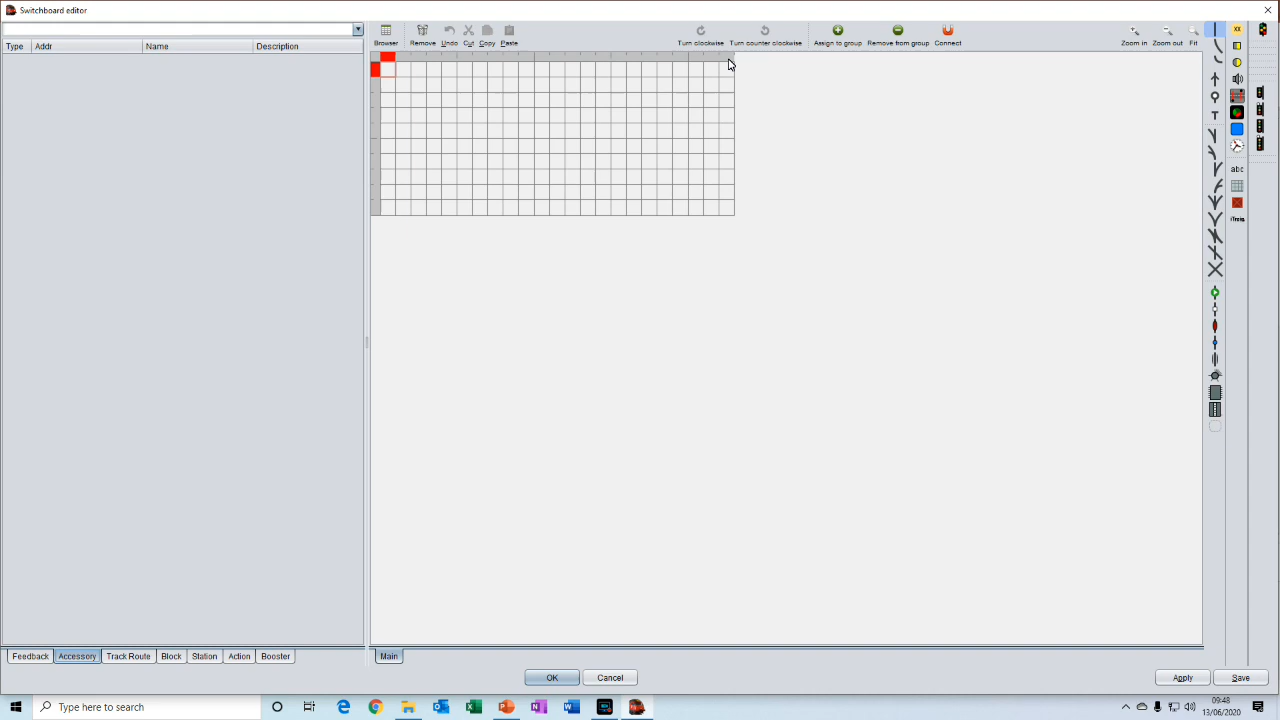 Switchboard editor
Type Addr Name Description
Browser Remove Undo Cut Copy Paste Turn clockwise Turn counter clockwise Assign to group Remove from group Connect Zoom in Zoom out Fit
XX
abc
iTrain
Feedback Accessory Track Route Block Station Action Booster
Main
OK Cancel Apply Save
Type here to search
09:48
13/06/2020